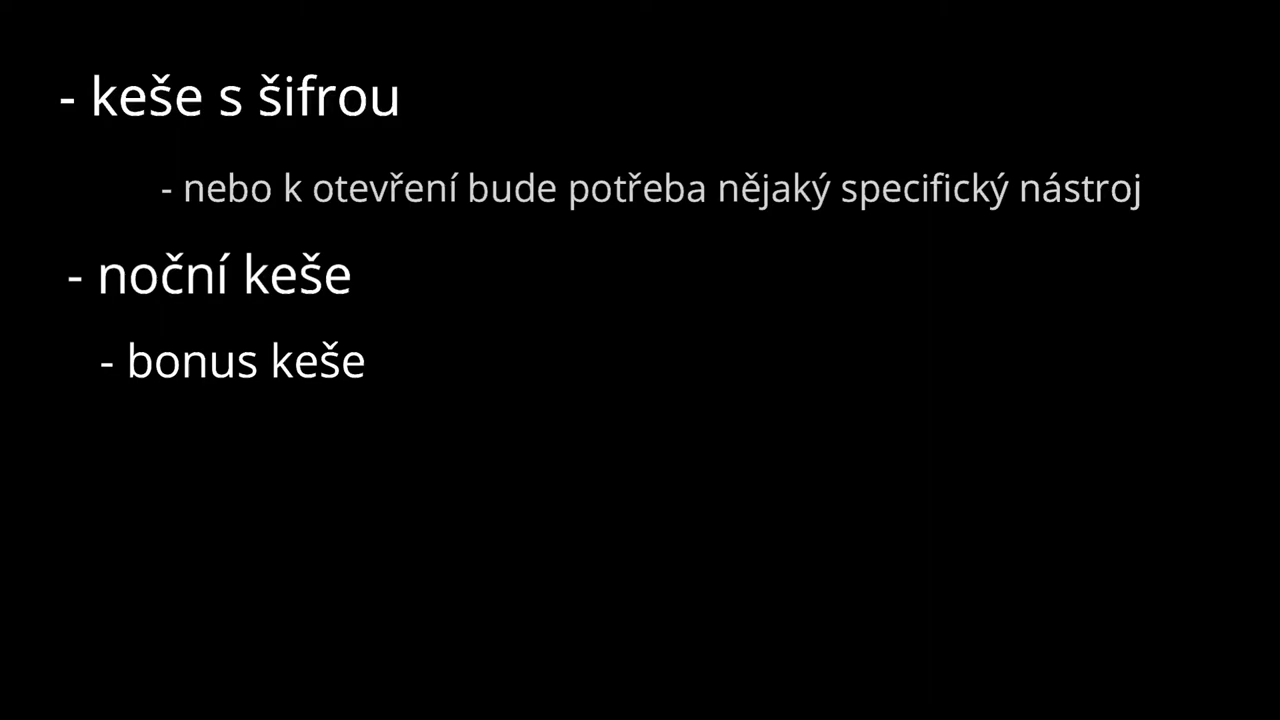 - keše s šifrou
- nebo k otevření bude potřeba nějaký specifický nástroj
- noční keše
- bonus keše